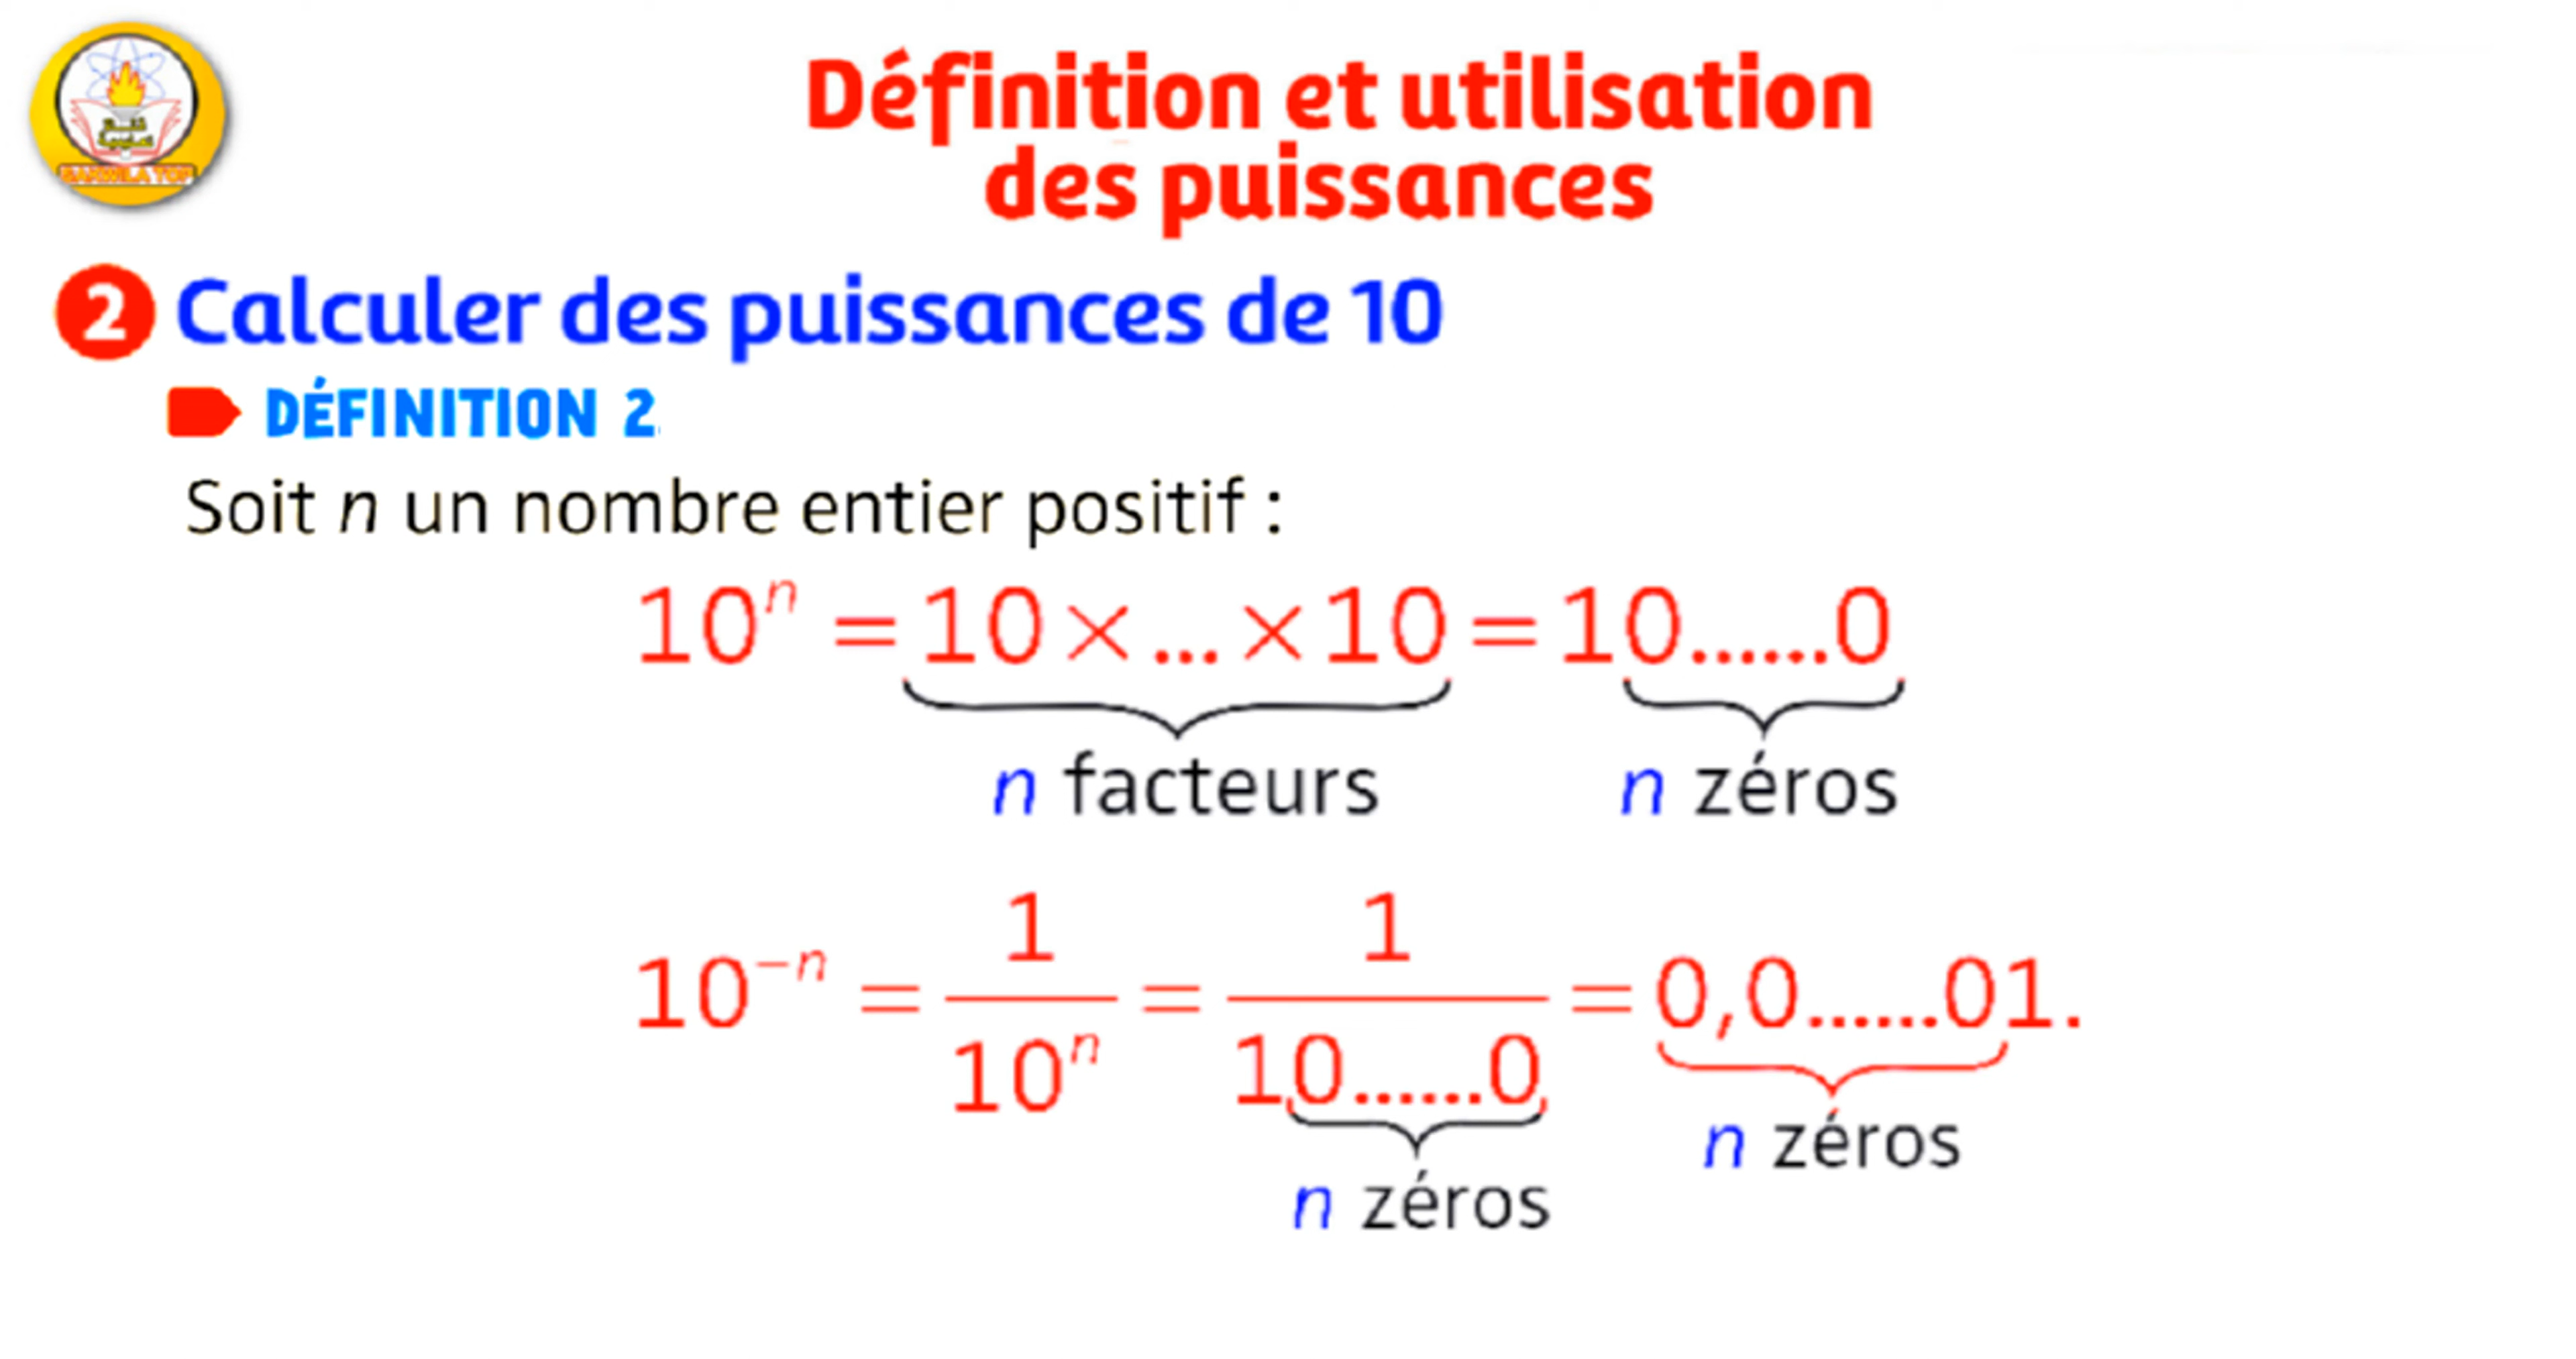 Définition et utilisation
des puissances
2 Calculer des puissances de 10
DÉFINITION 2
Soit n un nombre entier positif :
10ⁿ = 10 × ... × 10 = 10......0
n facteurs n zéros
10⁻ⁿ = 1/10ⁿ = 1/10......0 = 0,0......01.
n zéros
n zéros